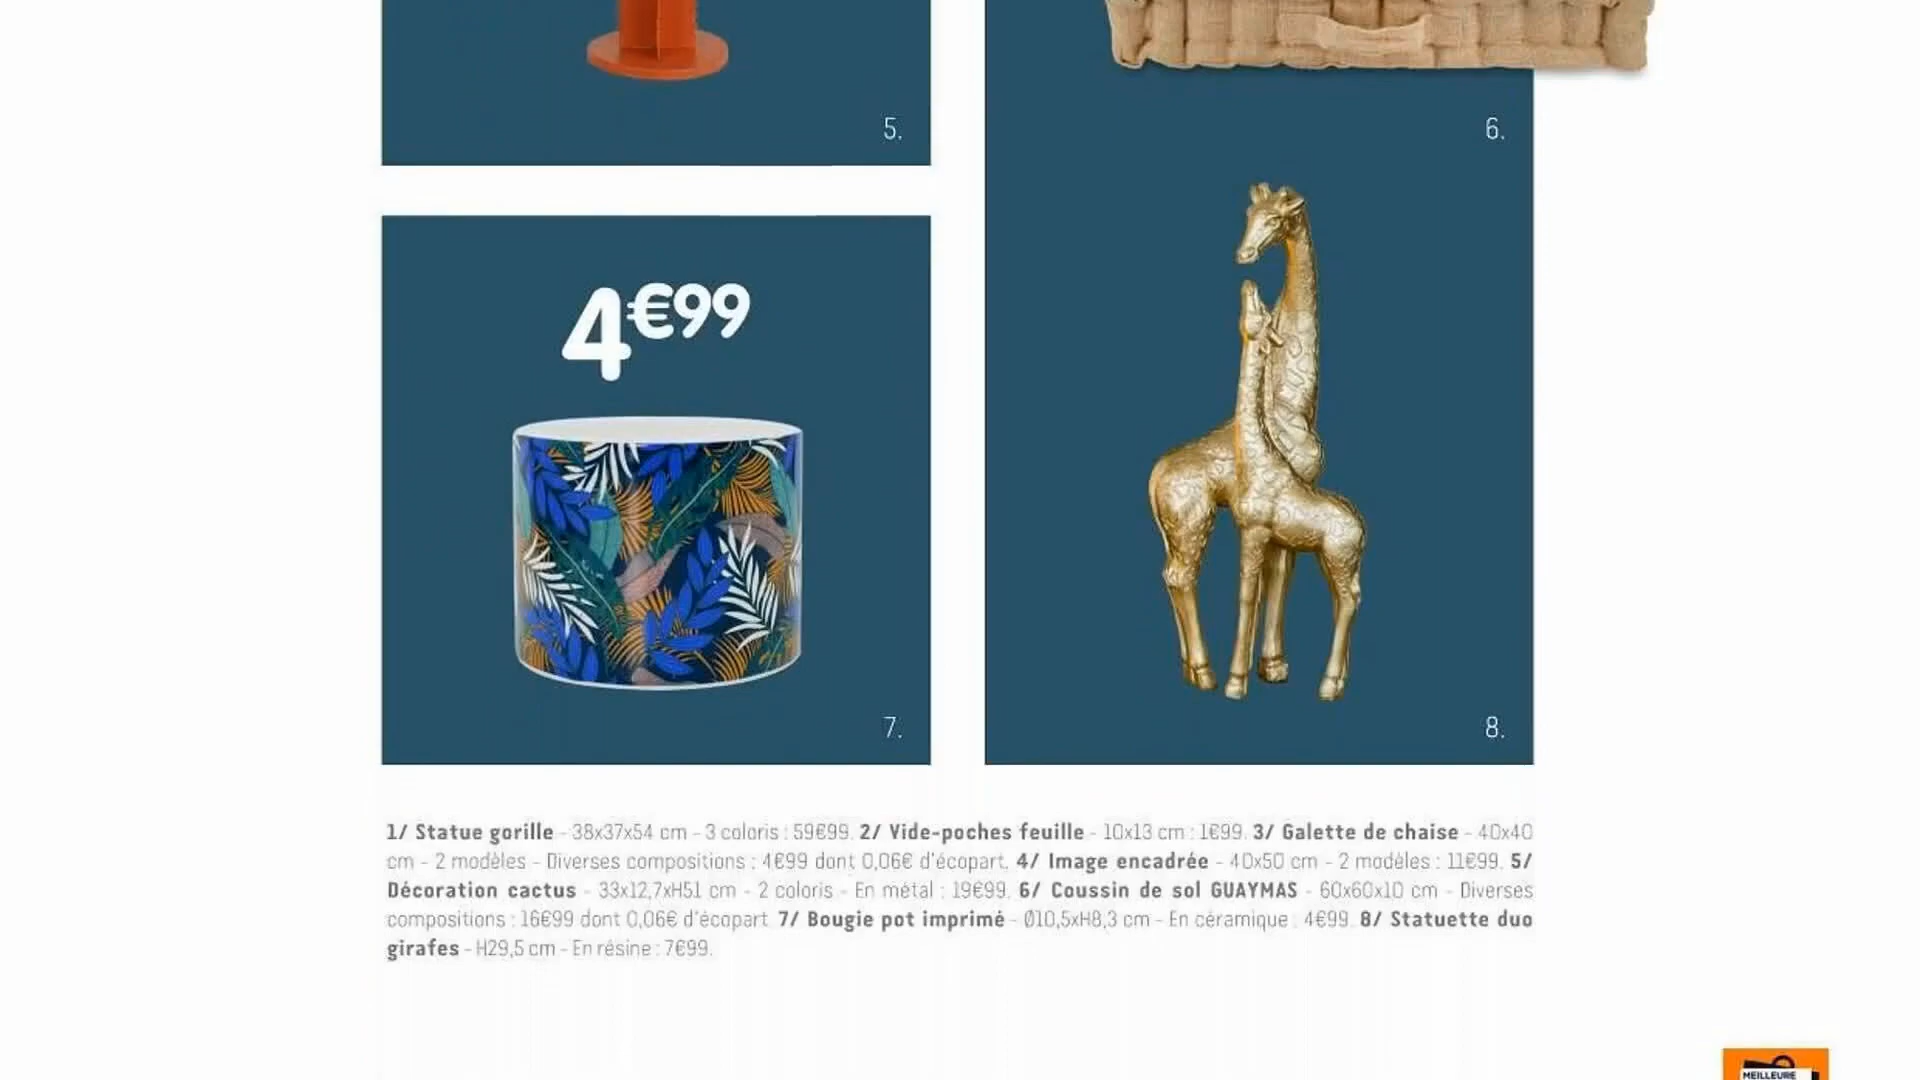 5.
6.
4€99
7.
8.
1/ Statue gorille - 38x37x54 cm - 3 coloris : 59€99. 2/ Vide-poches feuille - 10x13 cm : 1€99. 3/ Galette de chaise - 40x40
cm - 2 modèles - Diverses compositions : 4€99 dont 0,06€ d'écopart. 4/ Image encadrée - 40x50 cm - 2 modèles : 11€99. 5/
Décoration cactus - 33x12,7xH51 cm - 2 coloris - En métal : 19€99. 6/ Coussin de sol GUAYMAS - 60x60x10 cm - Diverses
compositions : 16€99 dont 0,06€ d'écopart. 7/ Bougie pot imprimé - Ø10,5xH8,3 cm - En céramique : 4€99. 8/ Statuette duo
girafes - H29,5 cm - En résine : 7€99.
MEILLEURE